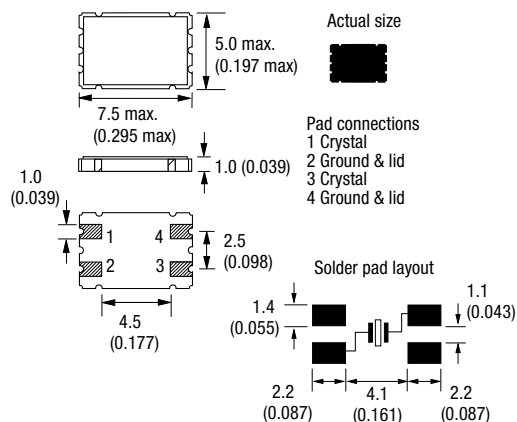 5.0 max.
(0.197 max)
7.5 max.
(0.295 max)
Actual size
Pad connections
1 Crystal
2 Ground & lid
3 Crystal
4 Ground & lid
1.0 (0.039)
1.0
(0.039)
1
4
2
3
2.5
(0.098)
4.5
(0.177)
Solder pad layout
1.4
(0.055)
1.1
(0.043)
2.2
(0.087)
4.1
(0.161)
2.2
(0.087)